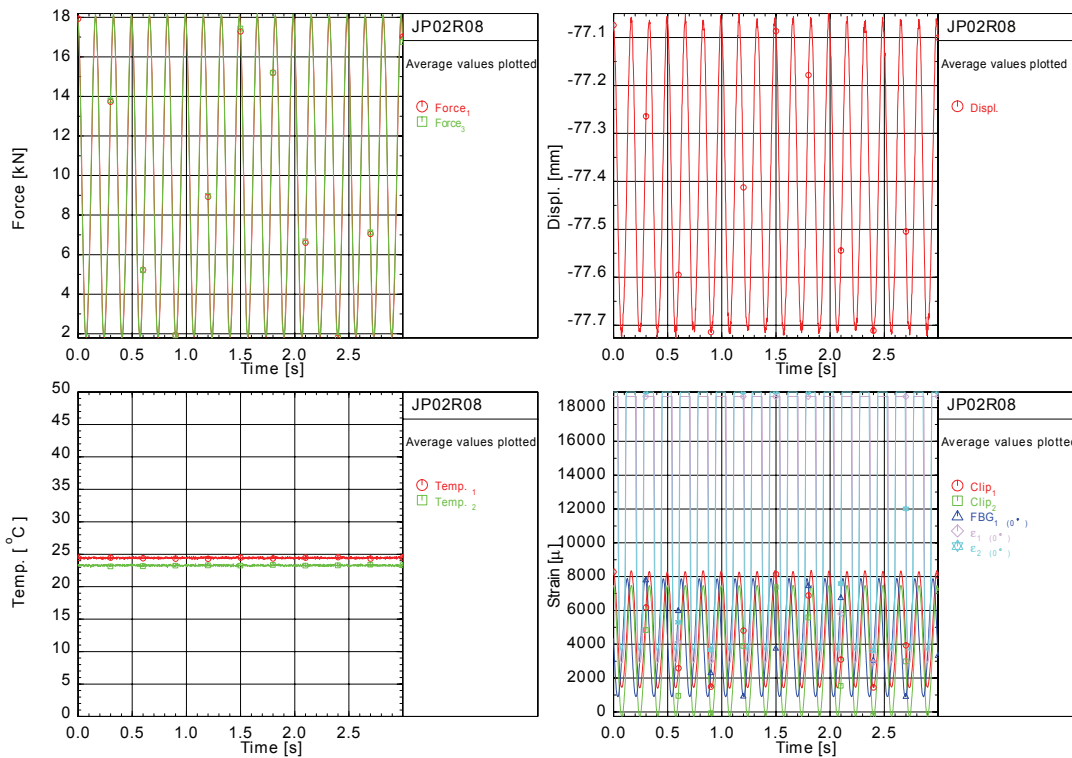 JP02R08
Average values plotted
Force1
Force3
Force [kN]
18
16
14
12
10
8
6
4
2
0.0 0.5 1.0 1.5 2.0 2.5
Time [s]
JP02R08
Average values plotted
Displ.
Displ. [mm]
-77.1
-77.2
-77.3
-77.4
-77.5
-77.6
-77.7
0.0 0.5 1.0 1.5 2.0 2.5
Time [s]
JP02R08
Average values plotted
Temp. 1
Temp. 2
Temp. [ °C]
50
45
40
35
30
25
20
15
10
5
0
0.0 0.5 1.0 1.5 2.0 2.5
Time [s]
JP02R08
Average values plotted
Clip1
Clip2
FBG1 (0°)
ε1 (0°)
ε2 (0°)
Strain [μ]
18000
16000
14000
12000
10000
8000
6000
4000
2000
0
0.0 0.5 1.0 1.5 2.0 2.5
Time [s]